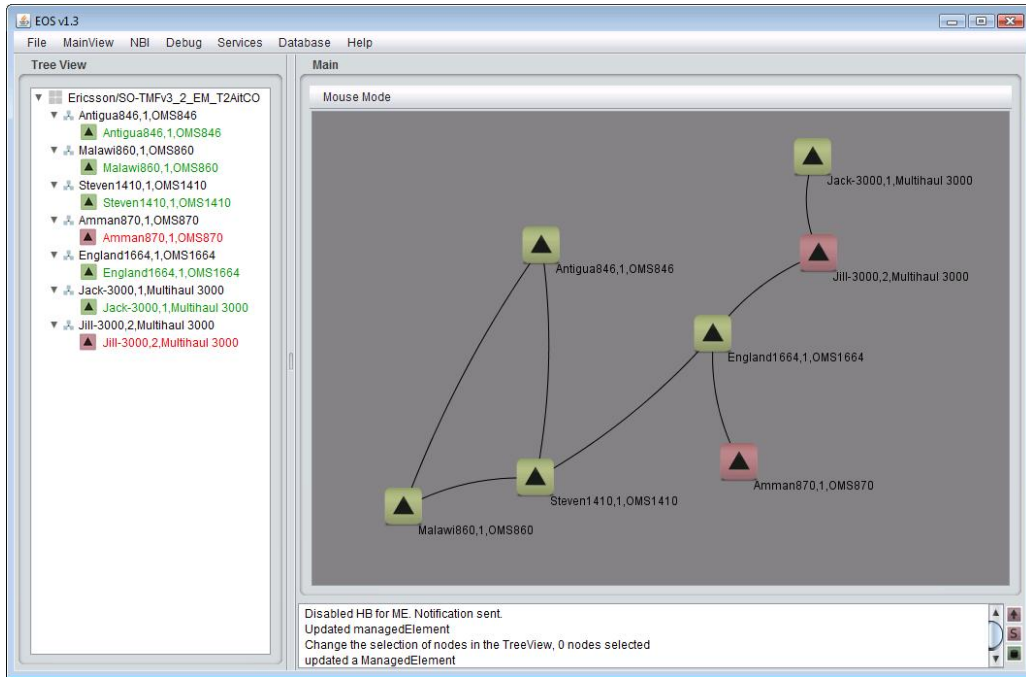 EOS v1.3
File MainView NBI Debug Services Database Help
Tree View
Ericsson/SO-TMFv3_2_EM_T2AitCO
Antigua846,1,OMS846
Antigua846,1,OMS846
Malawi860,1,OMS860
Malawi860,1,OMS860
Steven1410,1,OMS1410
Steven1410,1,OMS1410
Amman870,1,OMS870
Amman870,1,OMS870
England1664,1,OMS1664
England1664,1,OMS1664
Jack-3000,1,Multihaul 3000
Jack-3000,1,Multihaul 3000
Jill-3000,2,Multihaul 3000
Jill-3000,2,Multihaul 3000
Main
Mouse Mode
Jack-3000,1,Multihaul 3000
Antigua846,1,OMS846
Jill-3000,2,Multihaul 3000
England1664,1,OMS1664
Amman870,1,OMS870
Steven1410,1,OMS1410
Malawi860,1,OMS860
Disabled HB for ME. Notification sent.
Updated managedElement
Change the selection of nodes in the TreeView, 0 nodes selected
updated a ManagedElement
S